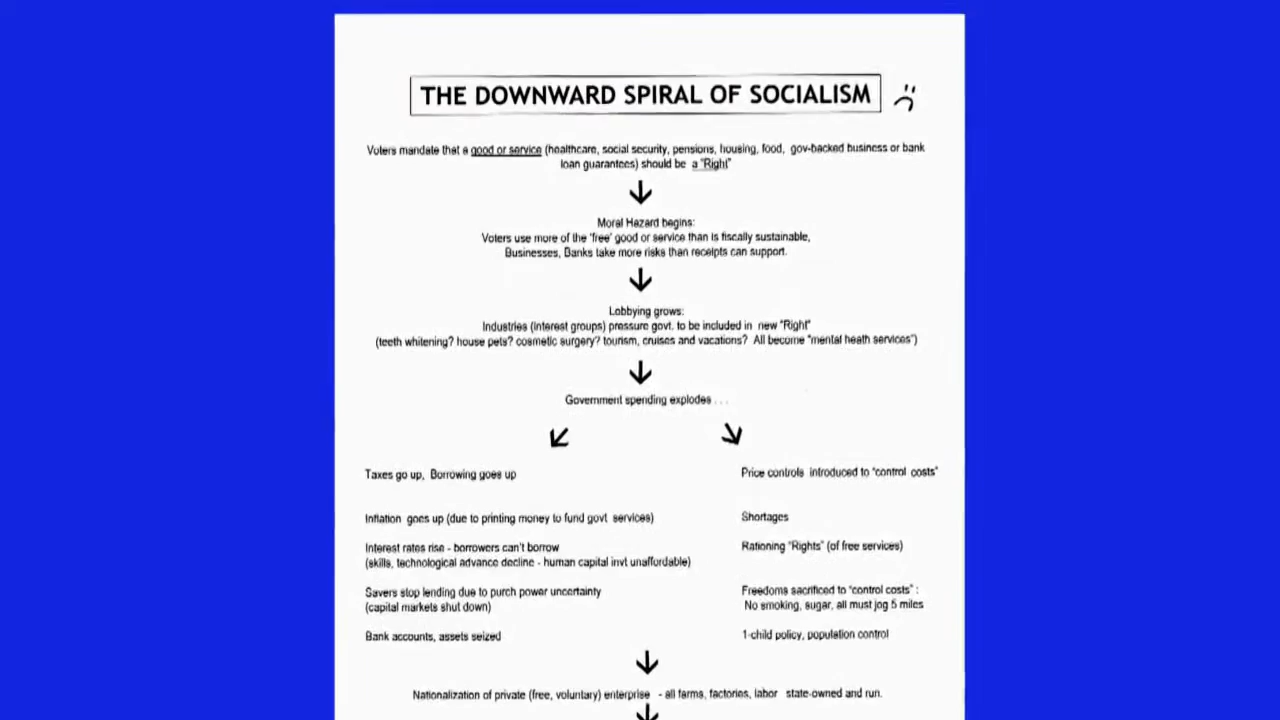 THE DOWNWARD SPIRAL OF SOCIALISM
Voters mandate that a good or service (healthcare, social security, pensions, housing, food, gov-backed business or bank
loan guarantees) should be a "Right"
Moral Hazard begins:
Voters use more of the 'free' good or service than is fiscally sustainable,
Businesses, Banks take more risks than receipts can support.
Lobbying grows:
Industries (interest groups) pressure govt. to be included in new "Right"
(teeth whitening? house pets? cosmetic surgery? tourism, cruises and vacations? All become "mental heath services")
Government spending explodes . . .
Taxes go up, Borrowing goes up
Price controls introduced to "control costs"
Inflation goes up (due to printing money to fund govt services)
Shortages
Interest rates rise - borrowers can't borrow
(skills, technological advance decline - human capital invt unaffordable)
Rationing "Rights" (of free services)
Savers stop lending due to purch power uncertainty
(capital markets shut down)
Freedoms sacrificed to "control costs" :
No smoking, sugar, all must jog 5 miles
Bank accounts, assets seized
1-child policy, population control
Nationalization of private (free, voluntary) enterprise - all farms, factories, labor state-owned and run.